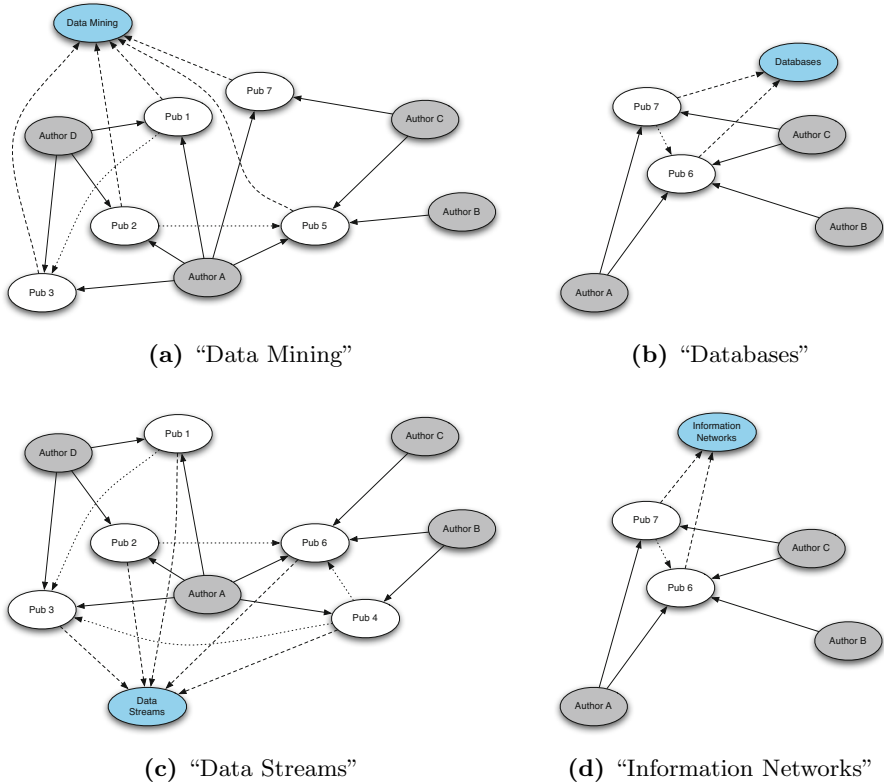 Data Mining
Pub 7
Pub 1
Author D
Author C
Author B
Pub 2
Pub 5
Author A
Pub 3
(a) “Data Mining”
Databases
Pub 7
Author C
Pub 6
Author B
Author A
(b) “Databases”
Pub 1
Author C
Author D
Author B
Pub 2
Pub 6
Author A
Pub 3
Pub 4
Data
Streams
(c) “Data Streams”
Information
Networks
Pub 7
Author C
Pub 6
Author B
Author A
(d) “Information Networks”